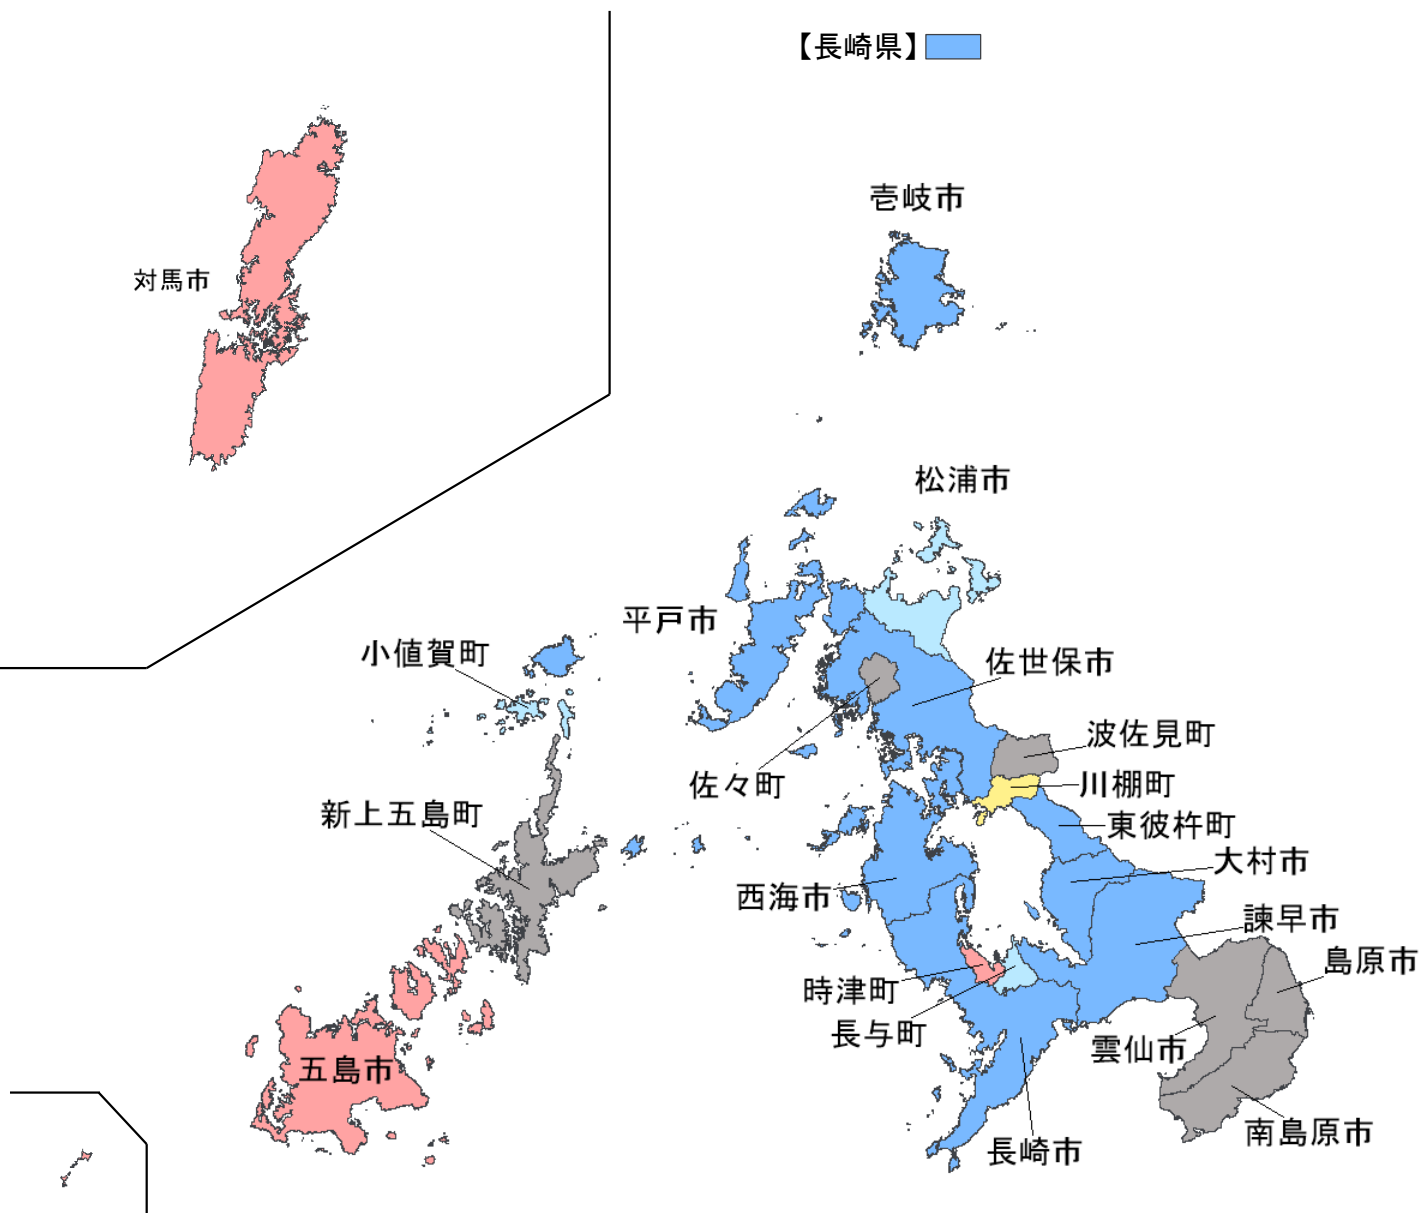 【長崎県】
壱岐市
対馬市
松浦市
平戸市
小値賀町
佐世保市
波佐見町
佐々町
川棚町
新上五島町
東彼杵町
大村市
西海市
諫早市
島原市
時津町
長与町
雲仙市
五島市
南島原市
長崎市